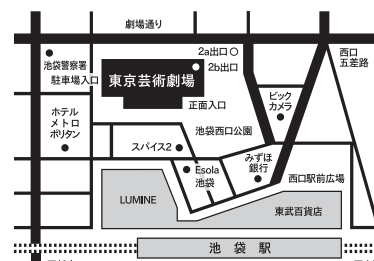 劇場通り
2a出口
西口
五差路
池袋警察署
駐車場入口
東京芸術劇場
2b出口
正面入口
ビック
カメラ
ホテル
メトロ
ポリタン
池袋西口公園
スパイス2
Esola
池袋
みずほ
銀行
西口駅前広場
LUMINE
東武百貨店
池袋駅